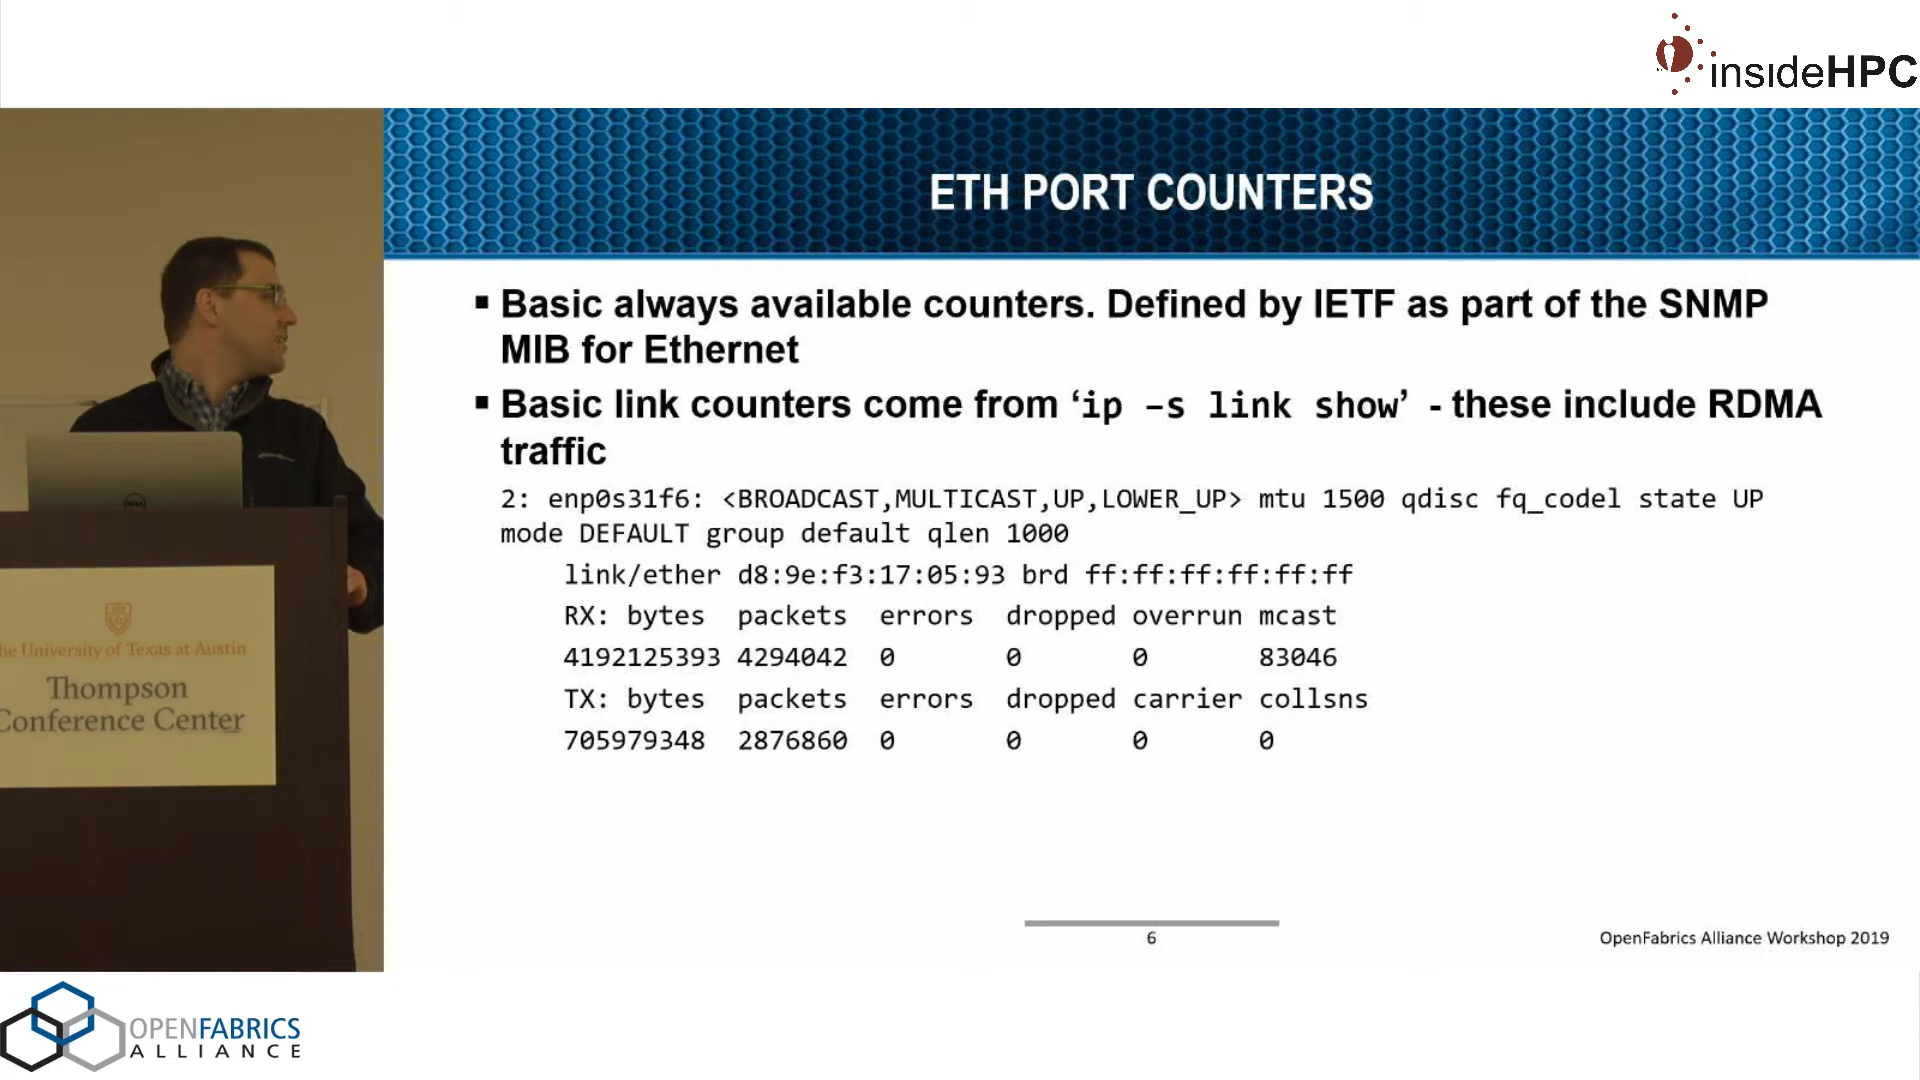 insideHPC
ETH PORT COUNTERS
▪ Basic always available counters. Defined by IETF as part of the SNMP
MIB for Ethernet
▪ Basic link counters come from ‘ip –s link show’ - these include RDMA
traffic
2: enp0s31f6: <BROADCAST,MULTICAST,UP,LOWER_UP> mtu 1500 qdisc fq_codel state UP
mode DEFAULT group default qlen 1000
link/ether d8:9e:f3:17:05:93 brd ff:ff:ff:ff:ff:ff
RX: bytes packets errors dropped overrun mcast
4192125393 4294042 0 0 0 83046
TX: bytes packets errors dropped carrier collsns
705979348 2876860 0 0 0 0
6
OpenFabrics Alliance Workshop 2019
DELL
he University of Texas at Austin
Thompson
Conference Center
OPENFABRICS
ALLIANCE